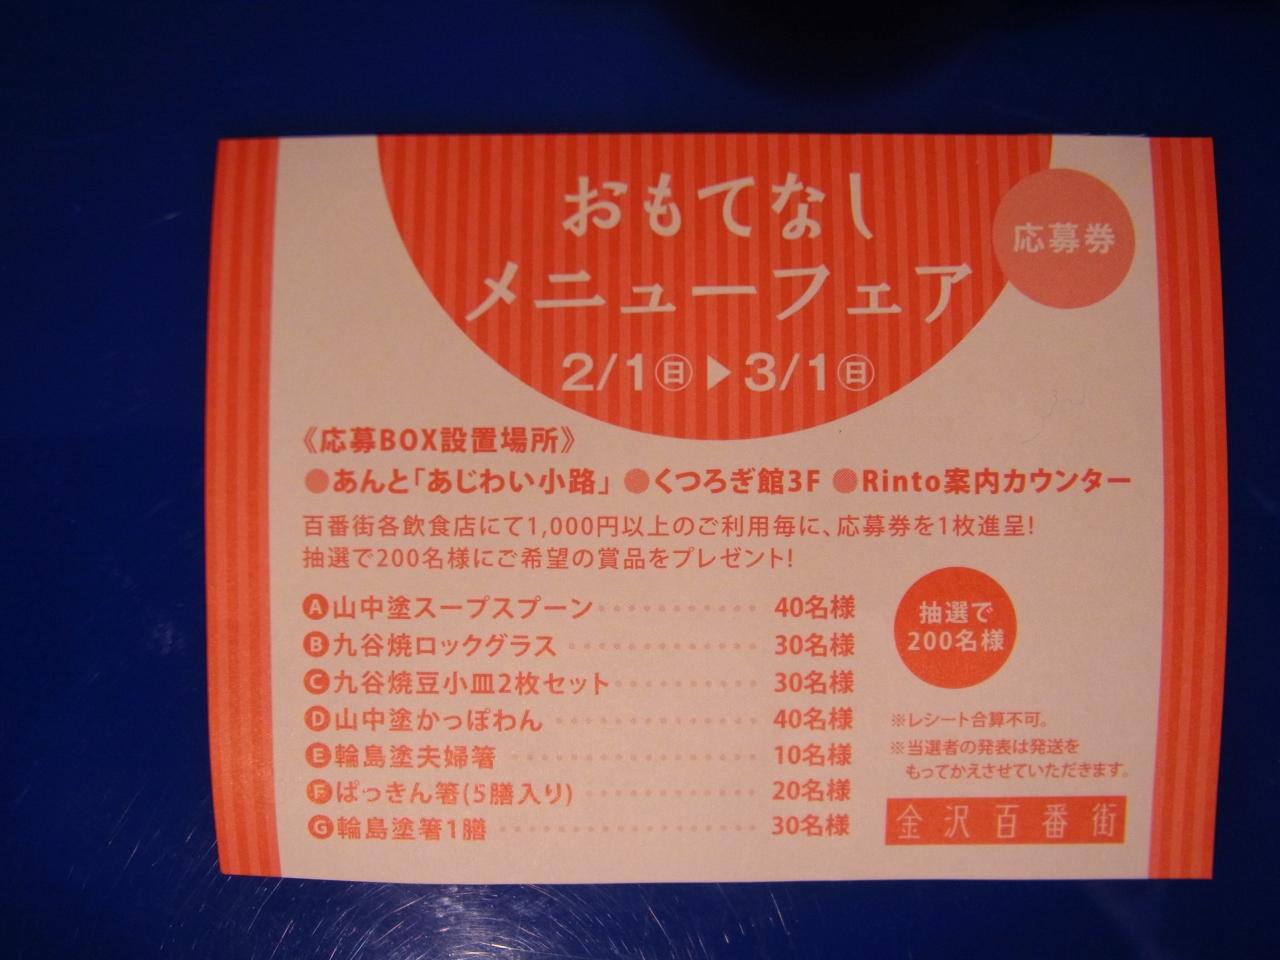 おもてなし
メニューフェア
応募券
2/1㊐▶3/1㊐
《応募BOX設置場所》
●あんと「あじわい小路」 ●くつろぎ館3F ●Rinto案内カウンター
百番街各飲食店にて1,000円以上のご利用毎に、応募券を1枚進呈!
抽選で200名様にご希望の賞品をプレゼント!
Ⓐ山中塗スープスプーン・・・・・・・・・・・40名様
Ⓑ九谷焼ロックグラス・・・・・・・・・・・・・30名様
Ⓒ九谷焼豆小皿2枚セット・・・・・・・・・・30名様
Ⓓ山中塗かっぽわん・・・・・・・・・・・・・・40名様
Ⓔ輪島塗夫婦箸・・・・・・・・・・・・・・・・・10名様
Ⓕぱっきん箸(5膳入り)・・・・・・・・・・・・20名様
Ⓖ輪島塗箸1膳・・・・・・・・・・・・・・・・・・30名様
抽選で
200名様
※レシート合算不可。
※当選者の発表は発送を
もってかえさせていただきます。
金沢百番街